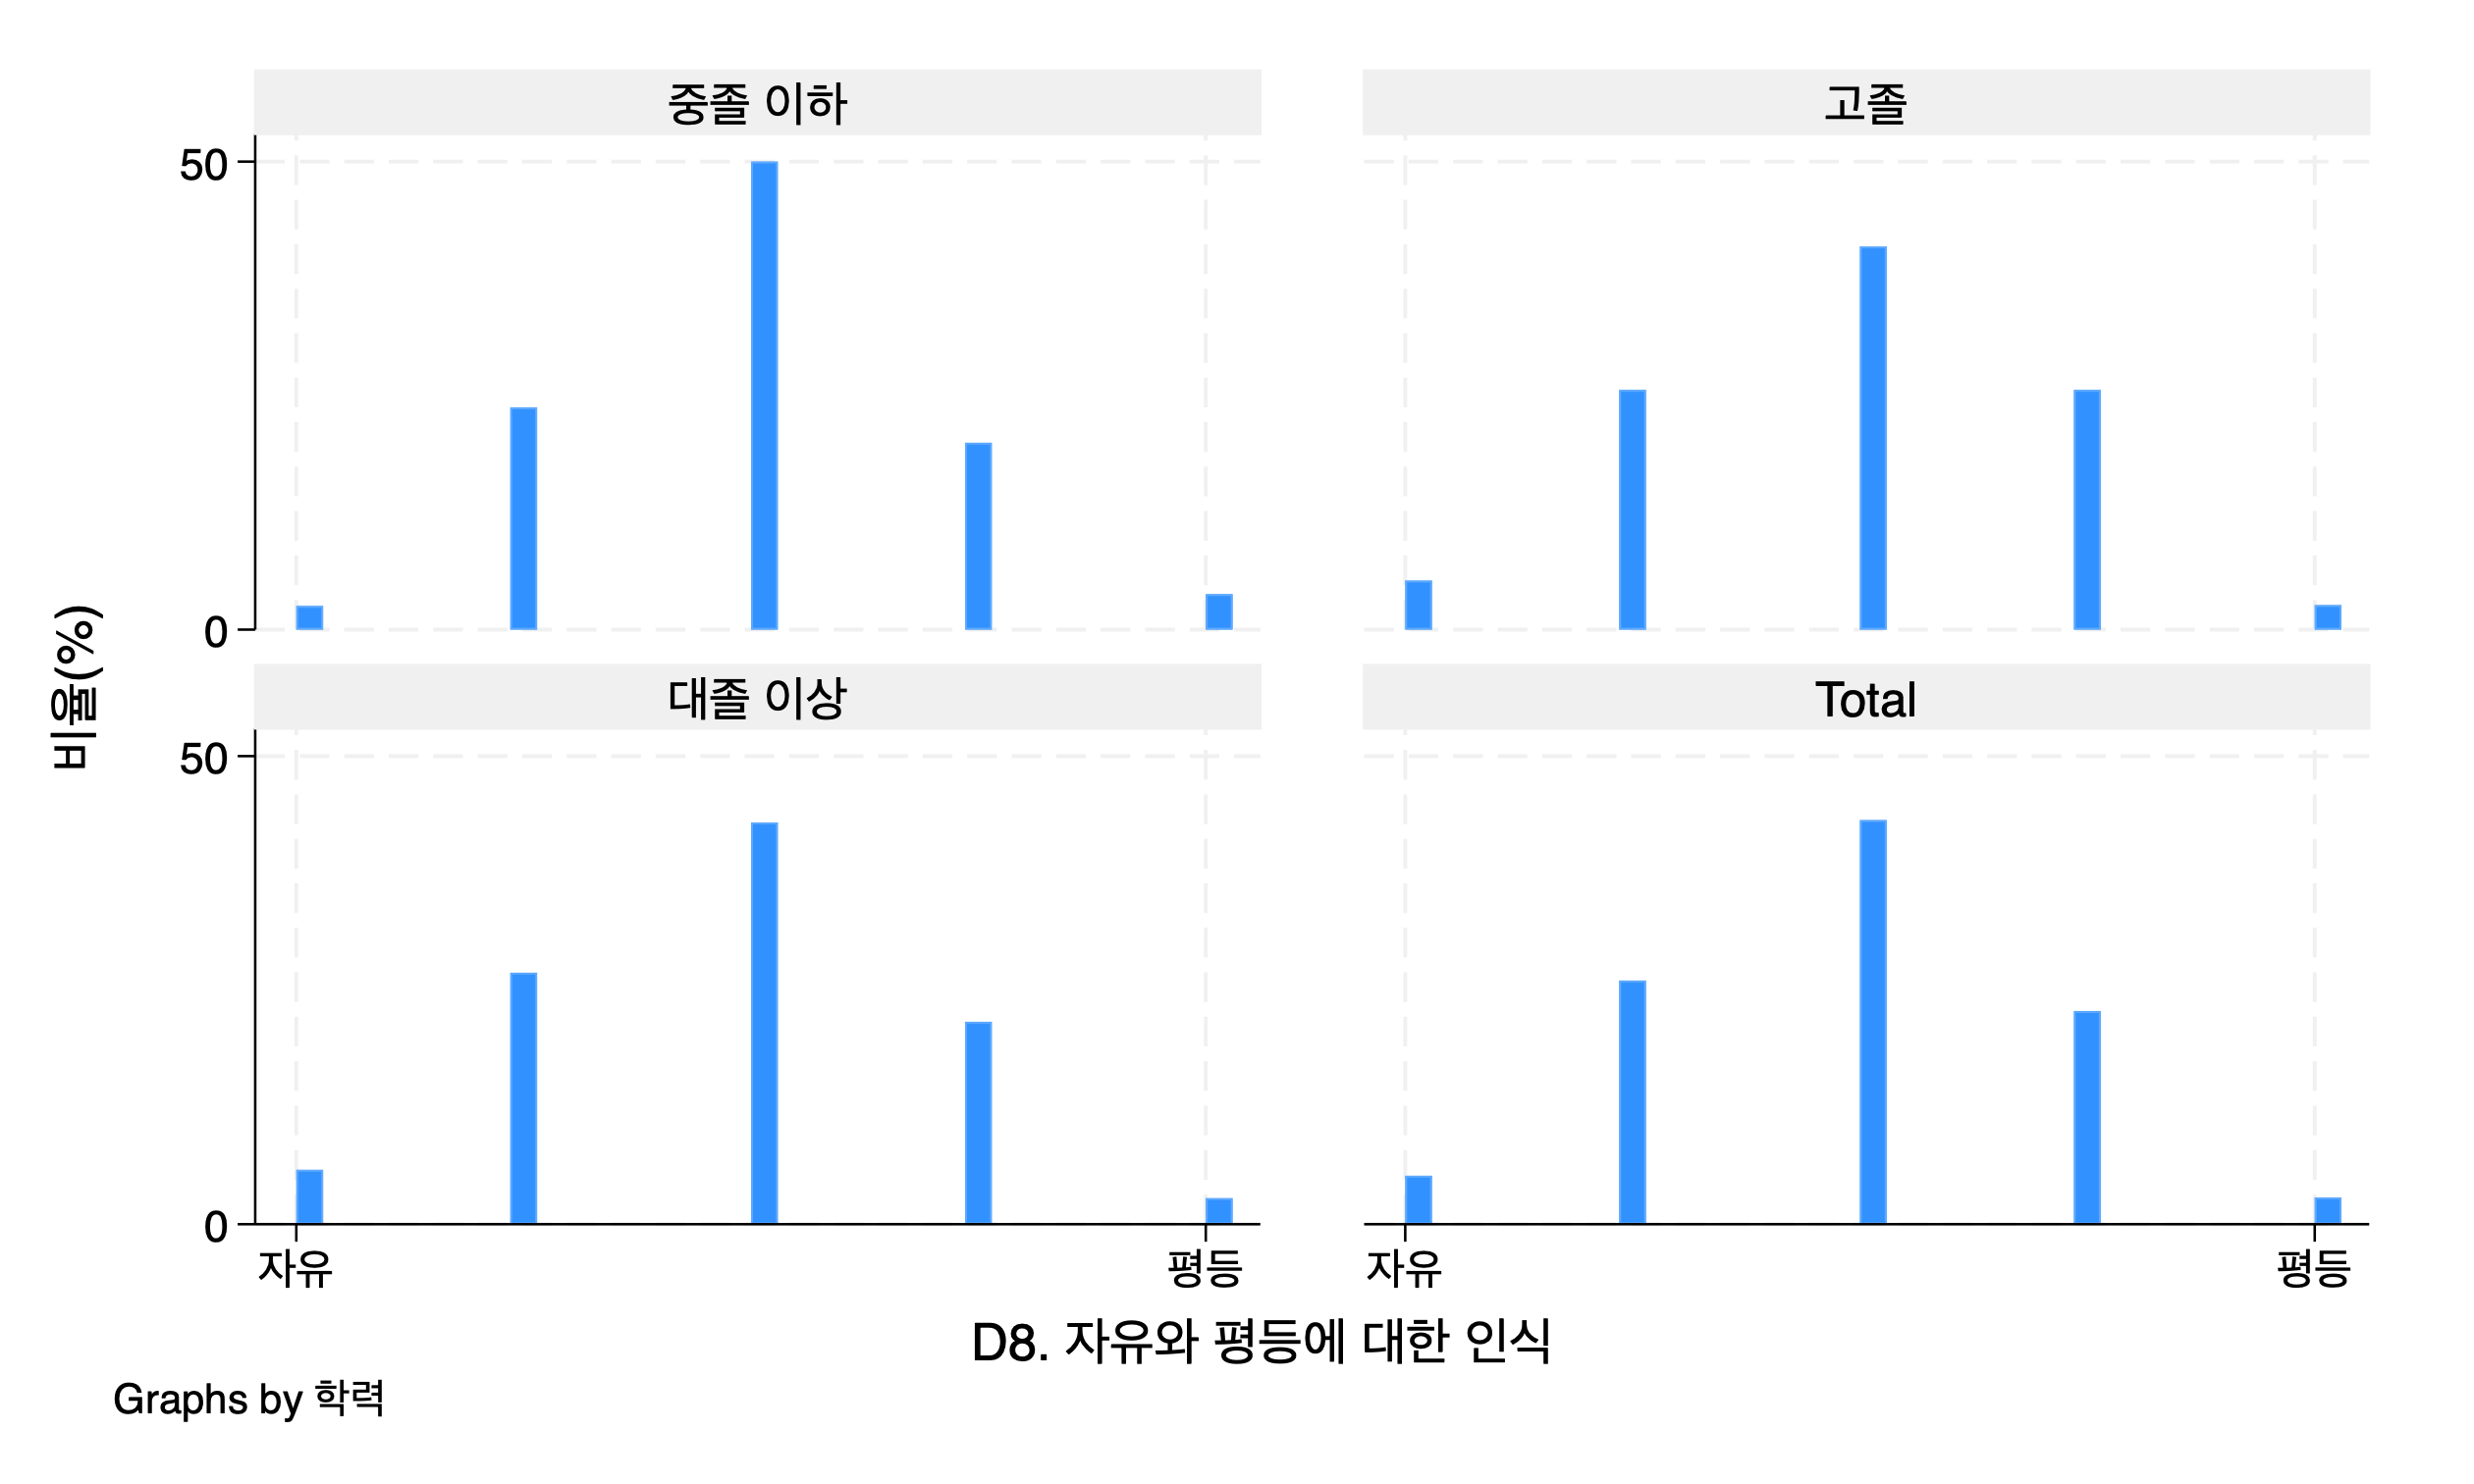 중졸 이하
고졸
50
0
대졸 이상
Total
50
0
비율(%)
자유
평등
자유
평등
D8. 자유와 평등에 대한 인식
Graphs by 학력